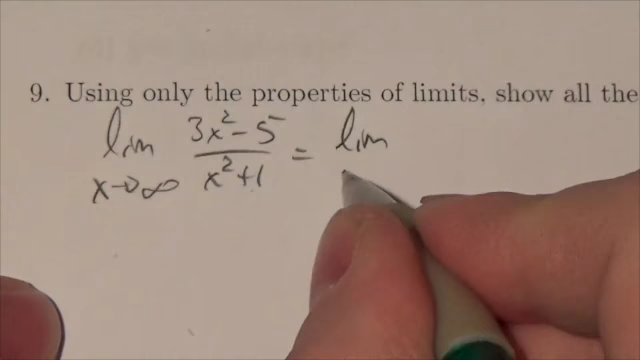 9. Using only the properties of limits, show all the
lim 3x²-5 = lim
x→∞ x²+1